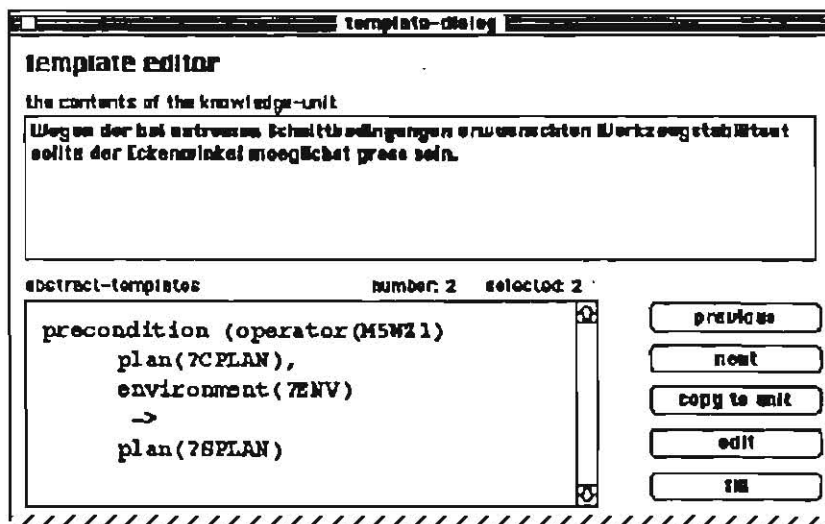 template-dialog
template editor
the contents of the knowledge-unit
Wegen der bei extremen Schnittbedingungen erwuenschten Werkzeugstabilitaet
sollte der Eckenwinkel moeglichst gross sein.
abstract-templates number: 2 selected: 2
precondition (operator(M5WZ1)
plan(?CPLAN),
environment(?ENV)
->
plan(?SPLAN)
previous
next
copy to unit
edit